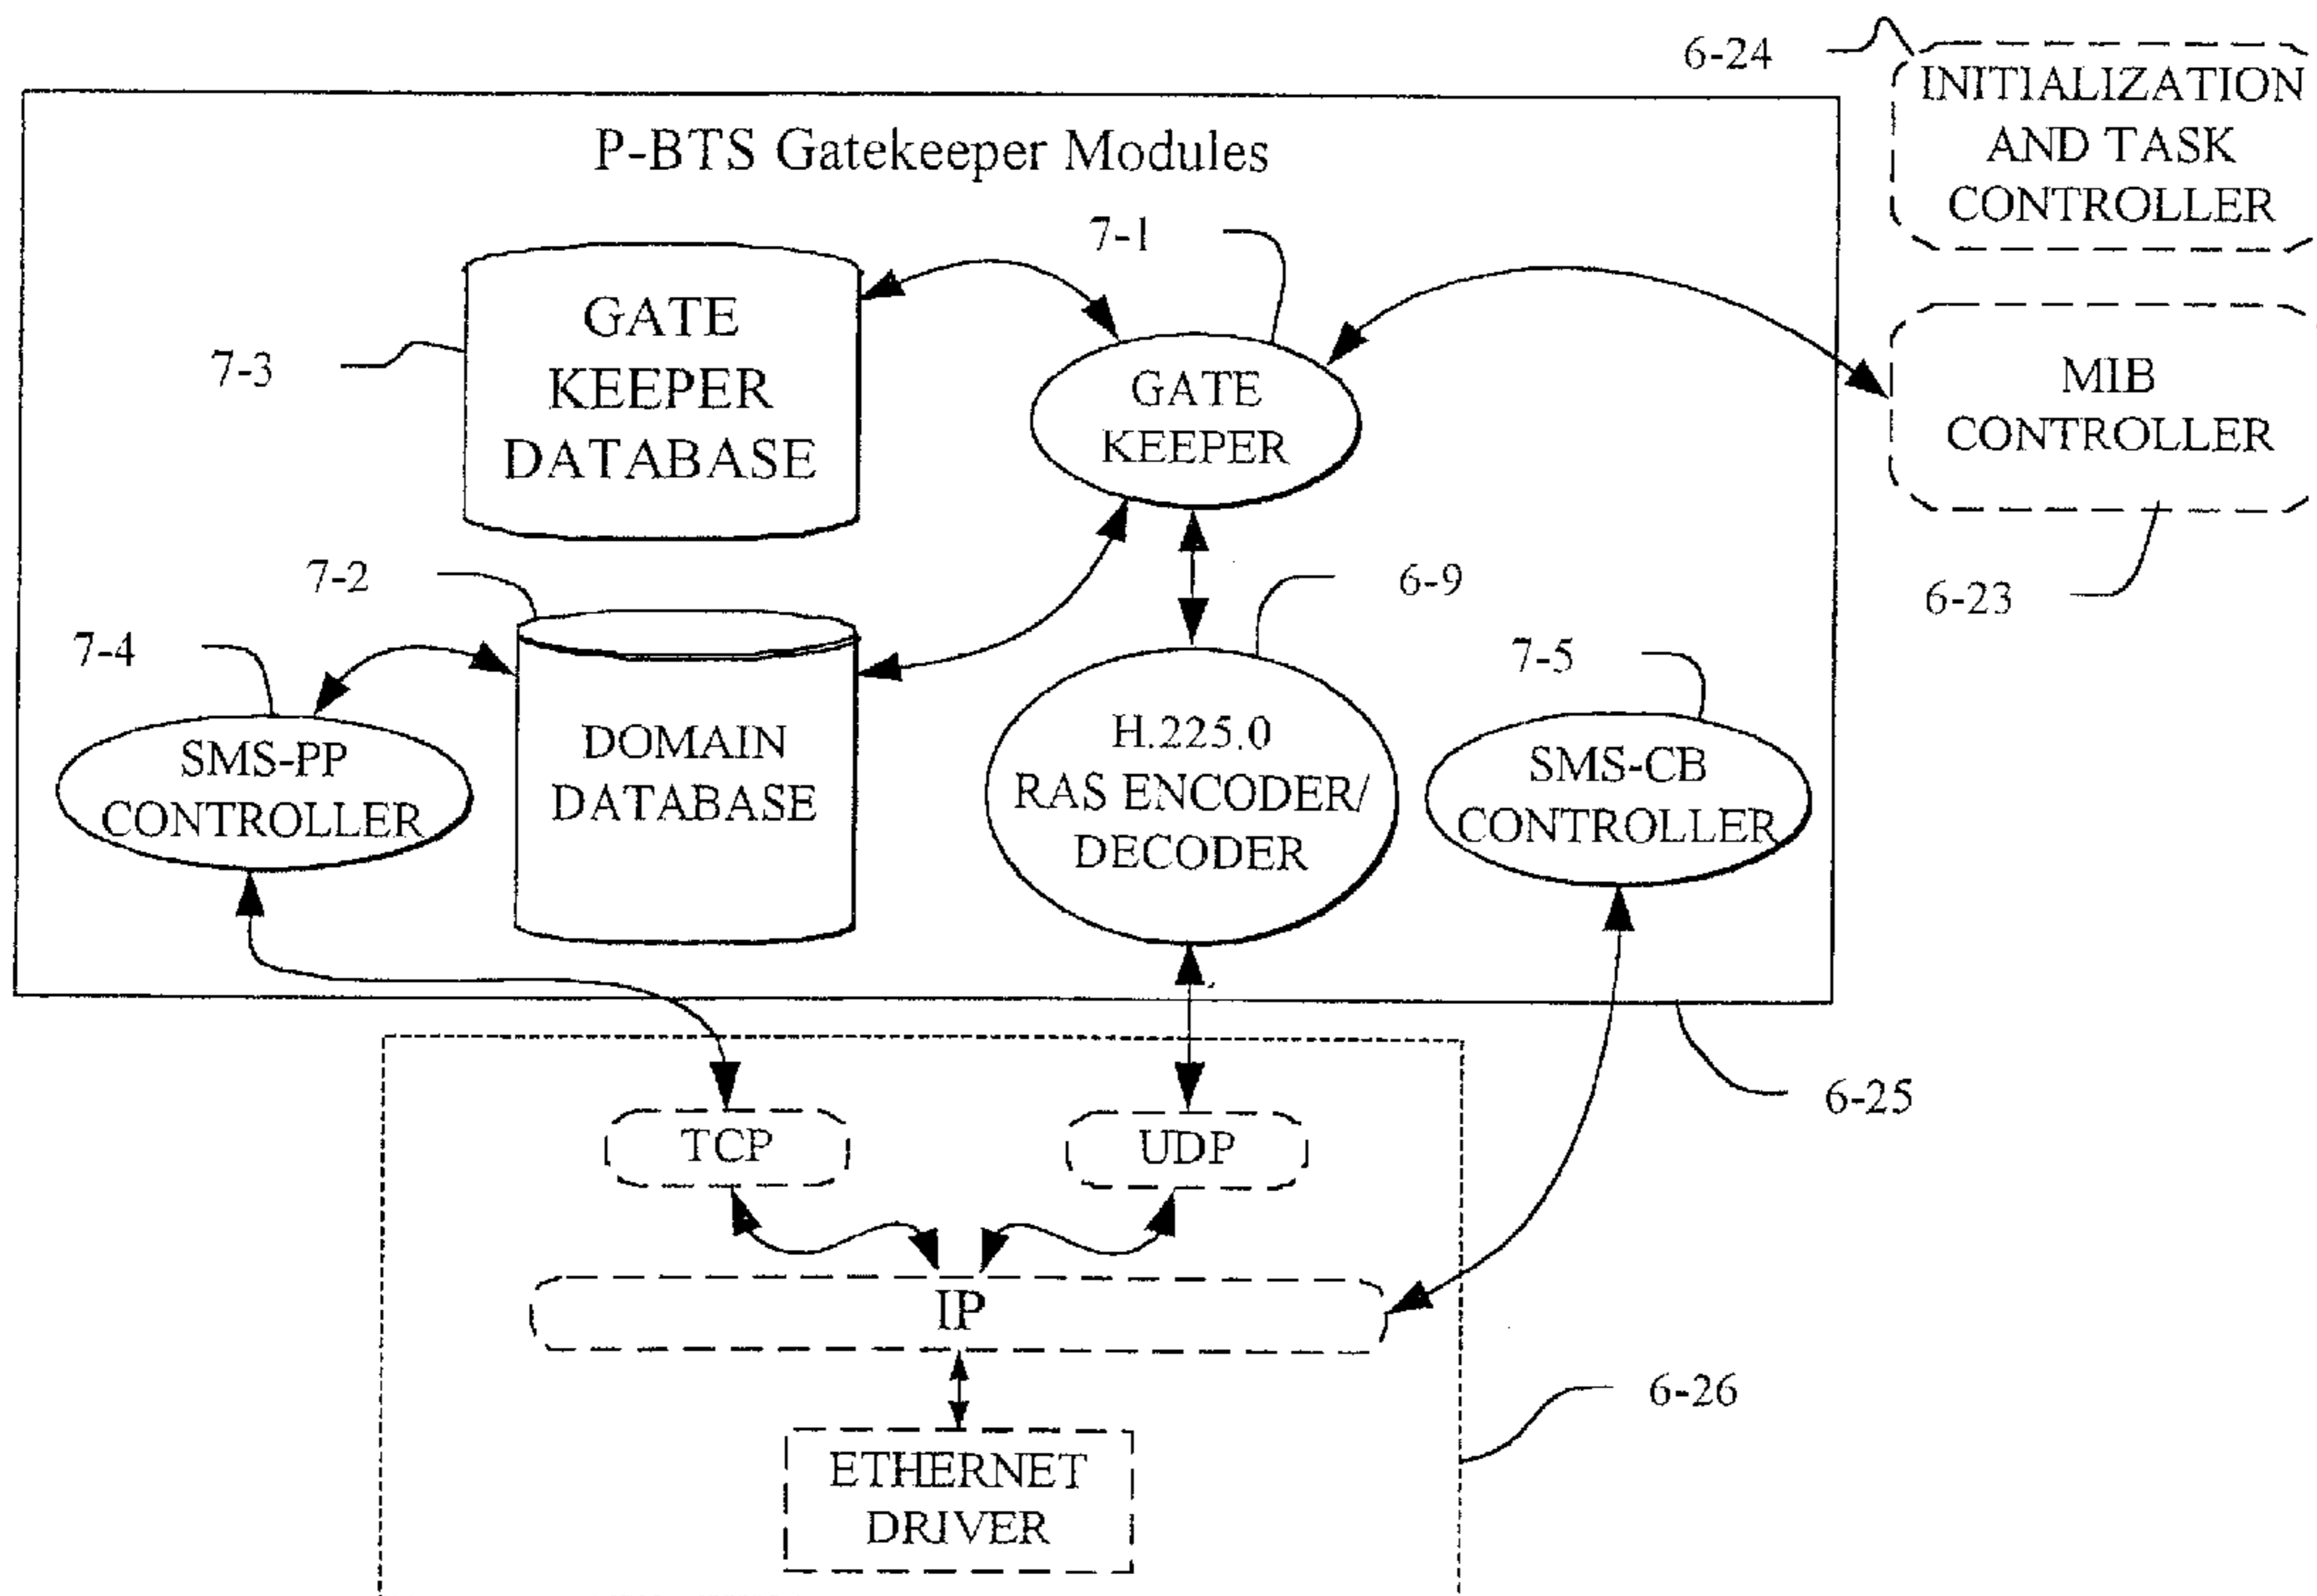 6-24
INITIALIZATION
AND TASK
CONTROLLER
P-BTS Gatekeeper Modules
7-1
GATE
KEEPER
DATABASE
7-3
GATE
KEEPER
MIB
CONTROLLER
7-2
6-9
6-23
7-4
7-5
SMS-PP
CONTROLLER
DOMAIN
DATABASE
H.225.0
RAS ENCODER/
DECODER
SMS-CB
CONTROLLER
6-25
TCP
UDP
IP
6-26
ETHERNET
DRIVER